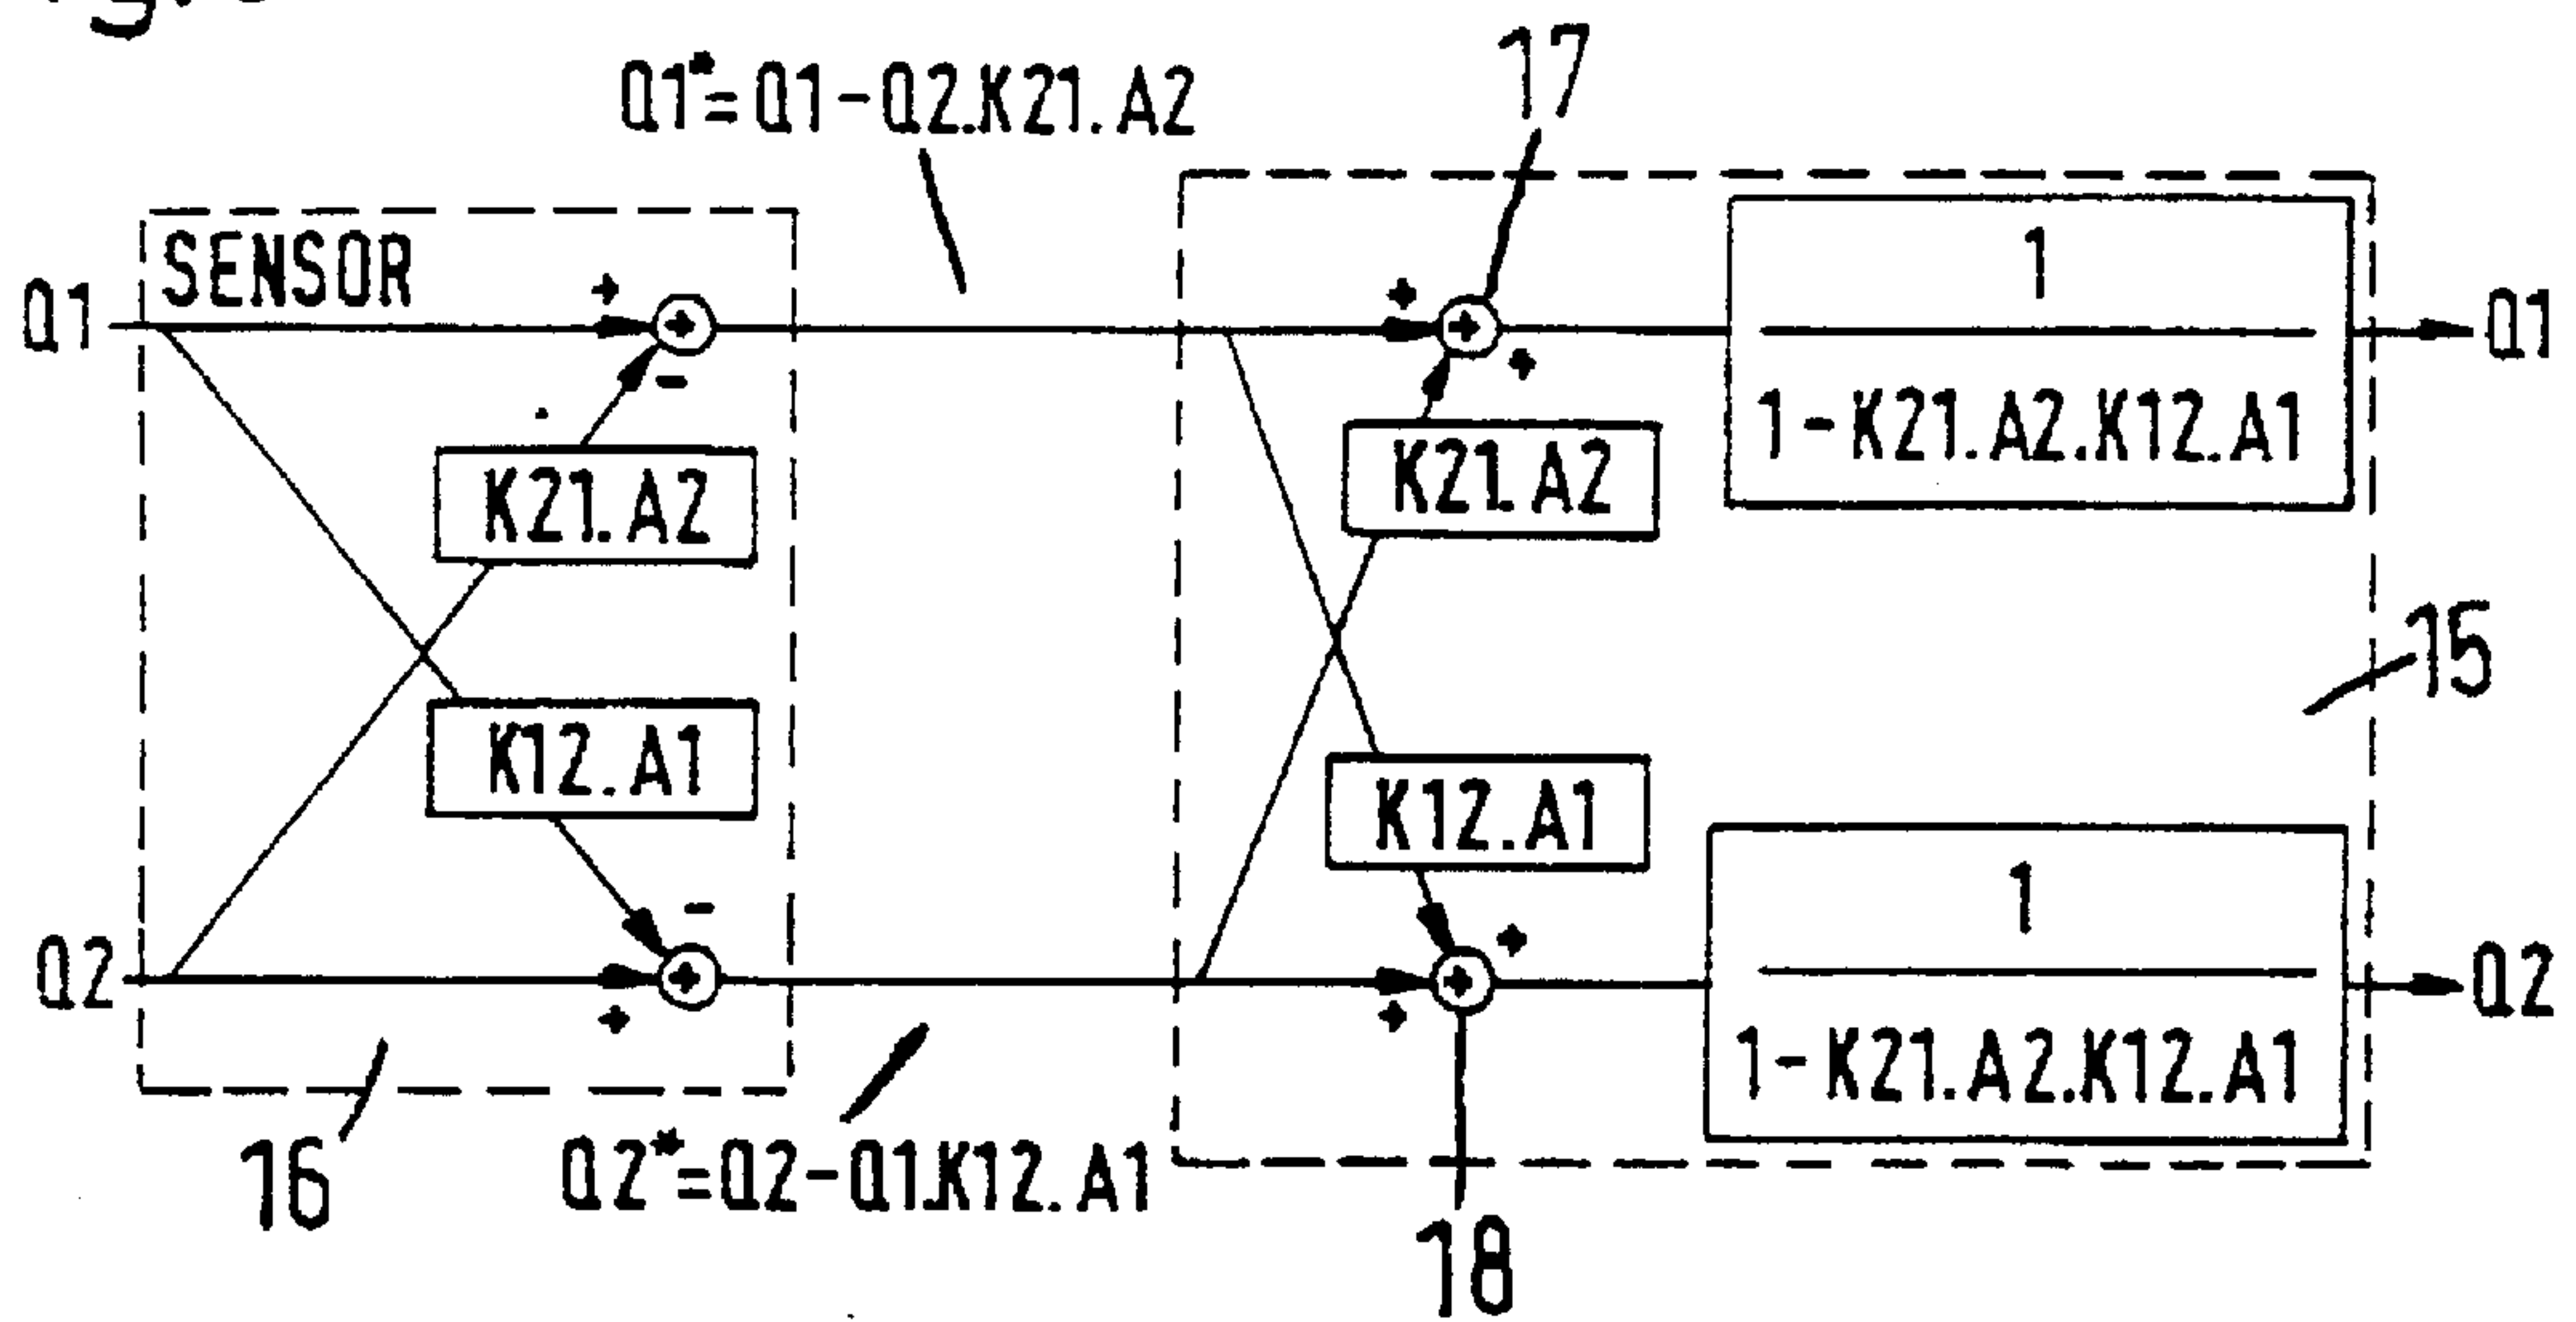 17
Q1*=Q1-Q2.K21.A2
SENSOR
Q1
+
+
-
+
+
+
1
1-K21.A2.K12.A1
Q1
K21.A2
K21.A2
15
K12.A1
K12.A1
Q2
-
+
+
+
+
+
1
1-K21.A2.K12.A1
Q2
16
Q2*=Q2-Q1.K12.A1
18